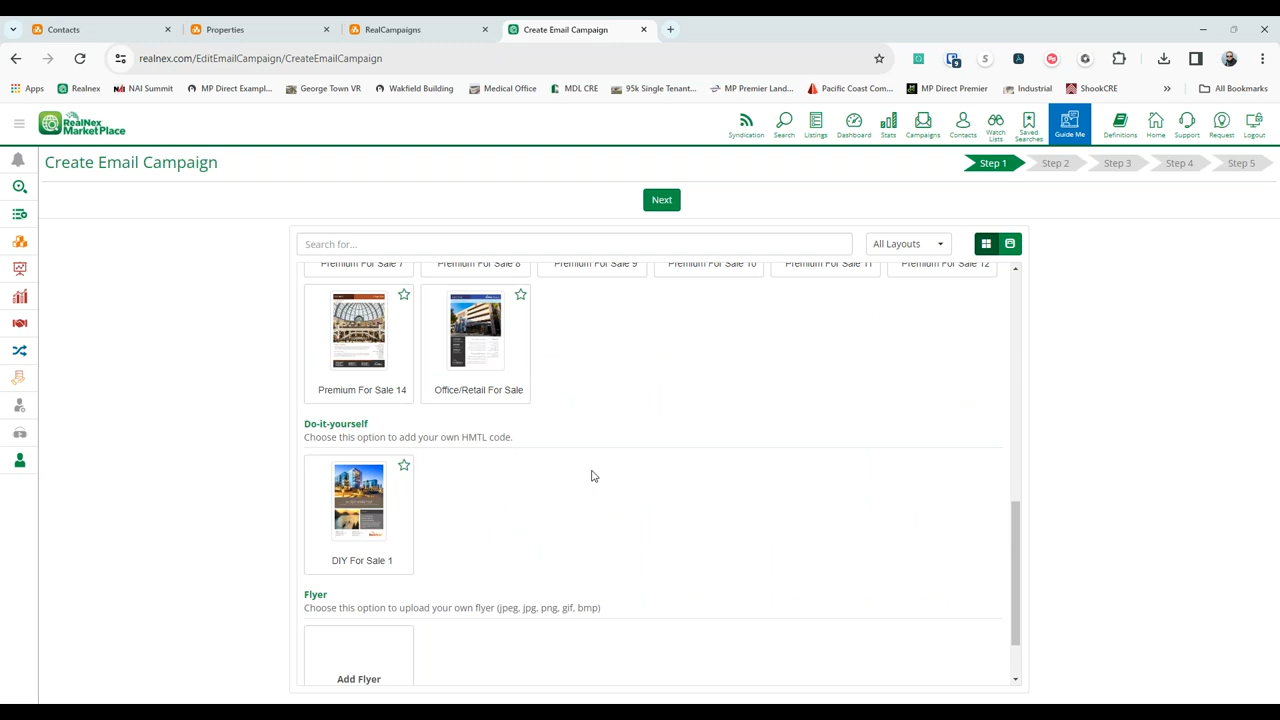 Contacts
Properties
RealCampaigns
Create Email Campaign
realnex.com/EditEmailCampaign/CreateEmailCampaign
Apps
Realnex
NAI Summit
MP Direct Exampl...
George Town VR
Wakfield Building
Medical Office
MDL CRE
95k Single Tenant...
MP Premier Lan...
Pacific Coast Com...
MP Direct Premier
Industrial
ShookCRE
»
All Bookmarks
RealNex
MarketPlace
Syndication
Search
Listings
Dashboard
Stats
Campaigns
Contacts
Watch Lists
Saved Searches
Guide Me
Definitions
Home
Support
Request
Logout
Create Email Campaign
Step 1
Step 2
Step 3
Step 4
Step 5
Next
Search for...
All Layouts
Premium For Sale 7
Premium For Sale 8
Premium For Sale 9
Premium For Sale 10
Premium For Sale 11
Premium For Sale 12
Premium For Sale 14
Office/Retail For Sale
Do-it-yourself
Choose this option to add your own HMTL code.
DIY For Sale 1
Flyer
Choose this option to upload your own flyer (jpeg, jpg, png, gif, bmp)
Add Flyer